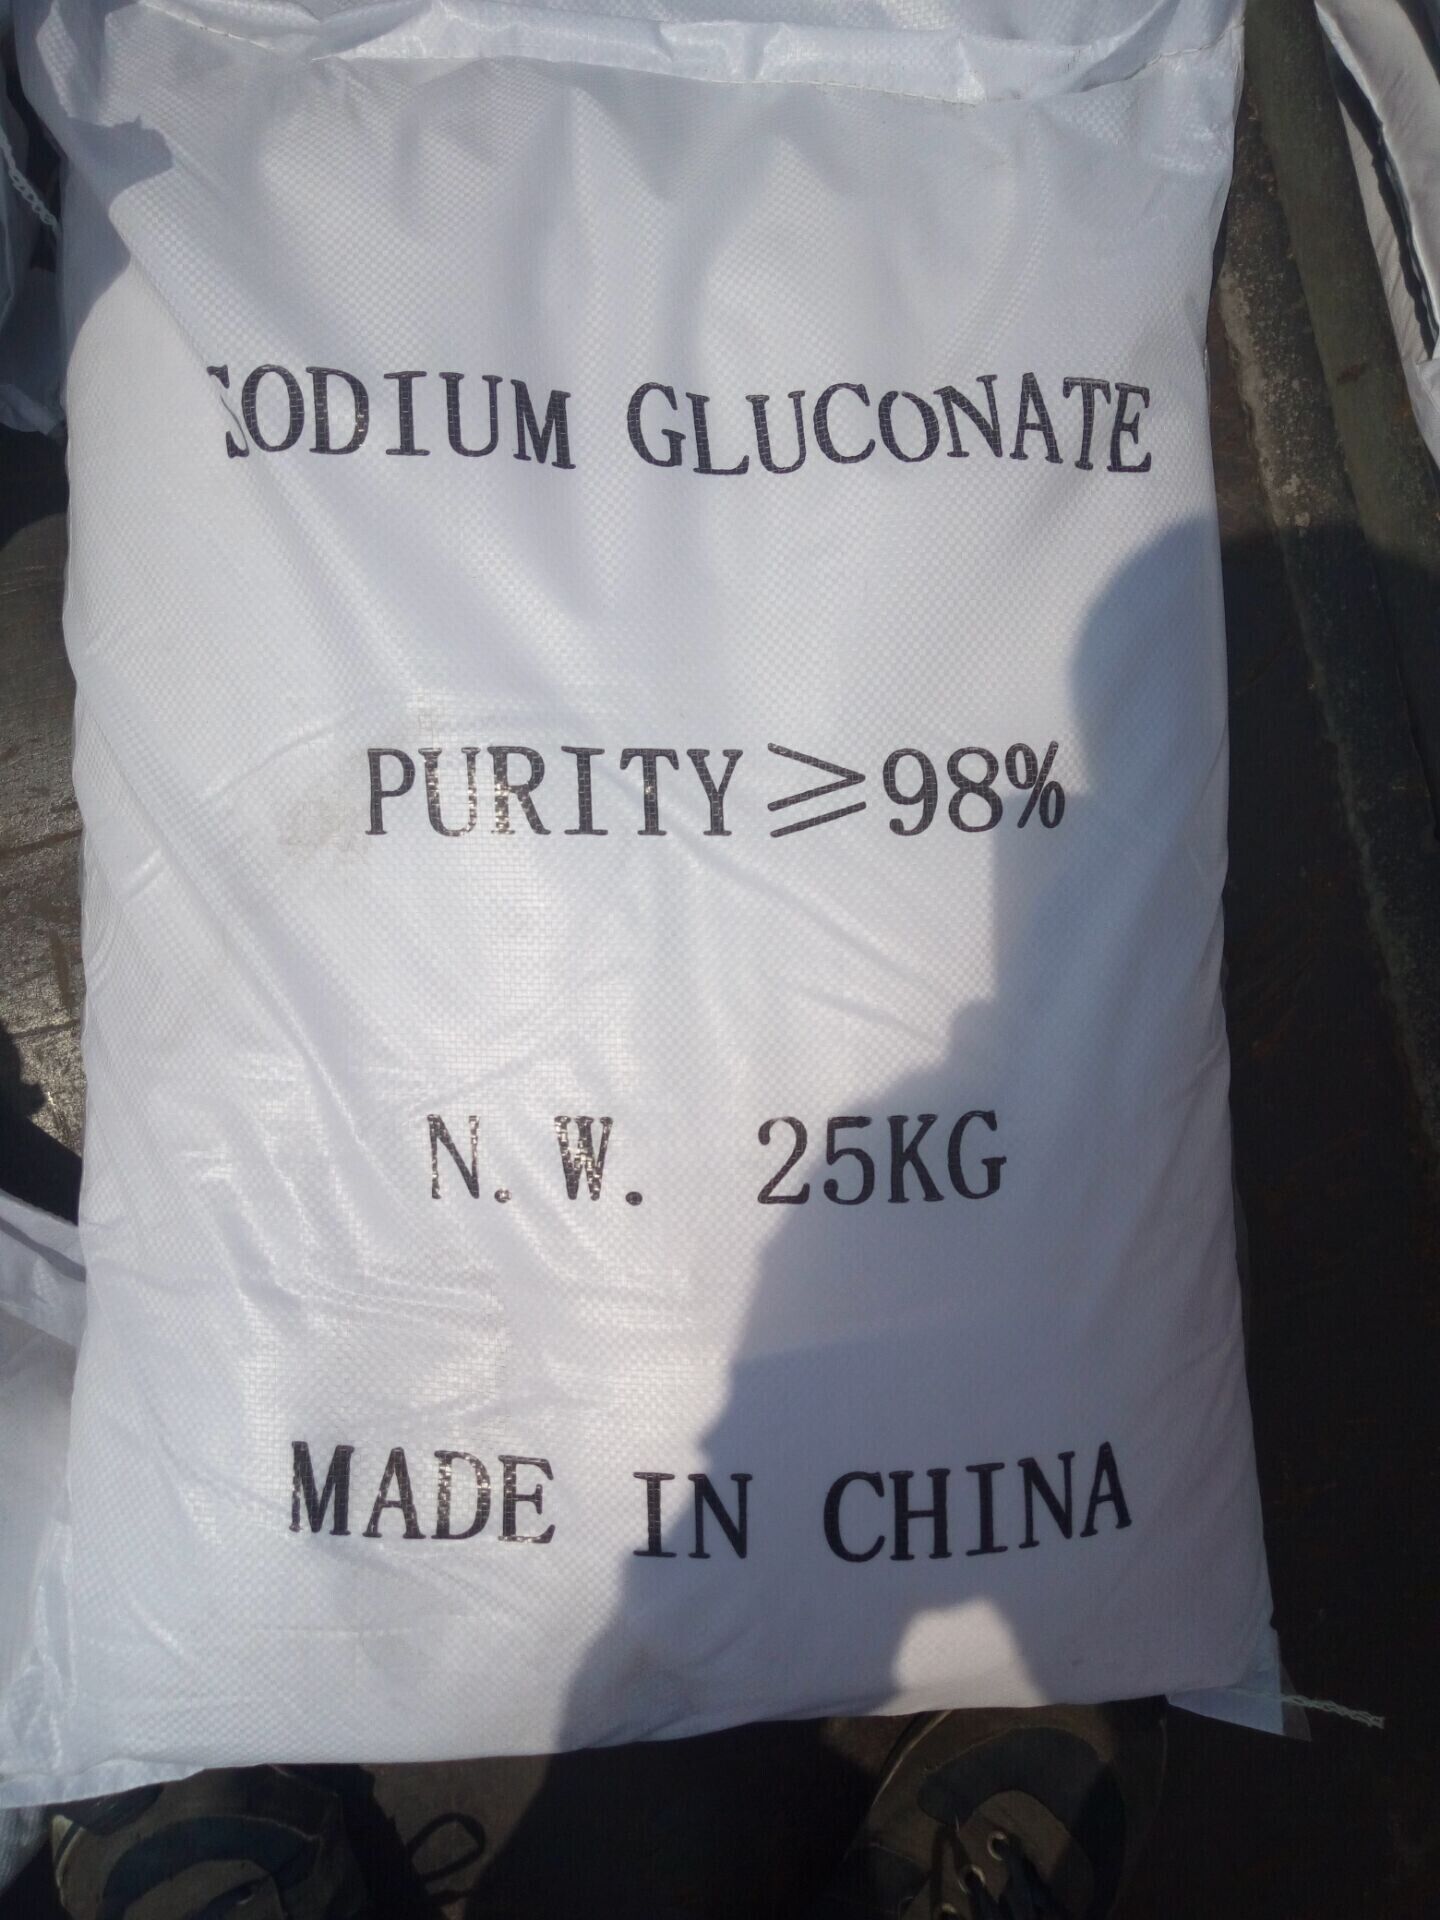 SODIUM GLUCONATE
PURITY≥98%
N.W. 25KG
MADE IN CHINA